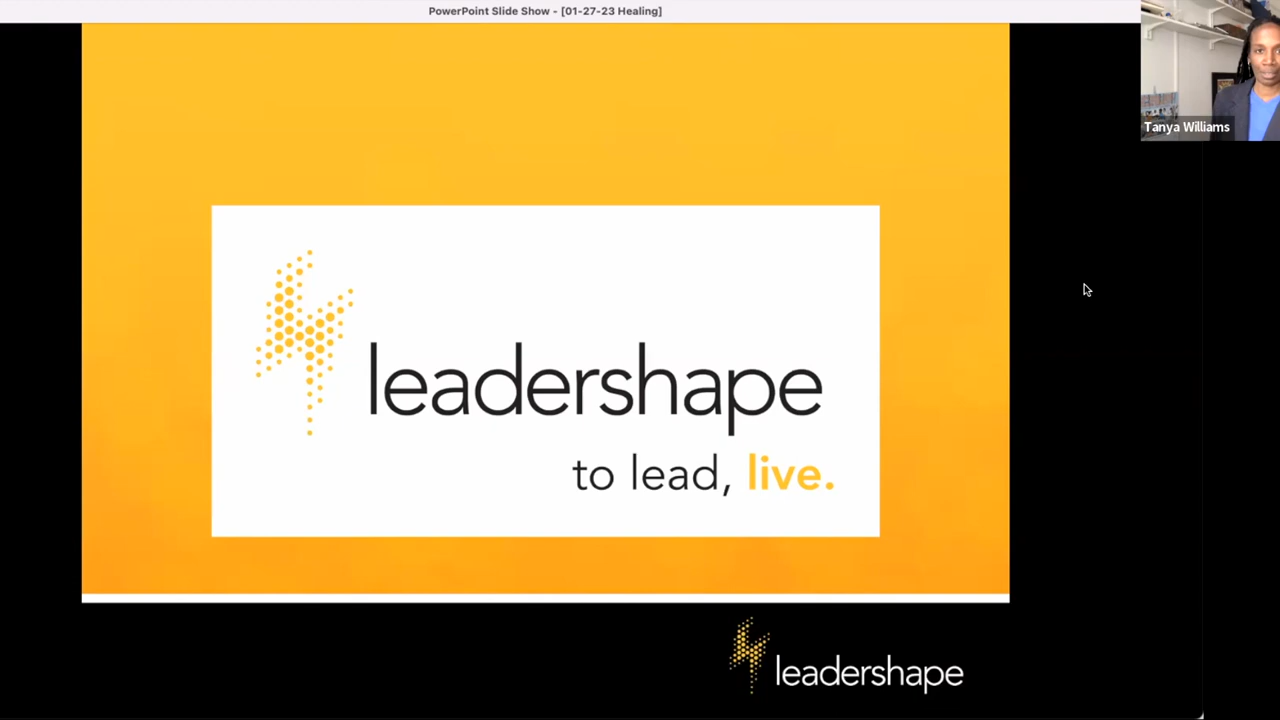 PowerPoint Slide Show - [01-27-23 Healing]
Tanya Williams
leadershape
to lead, live.
leadershape